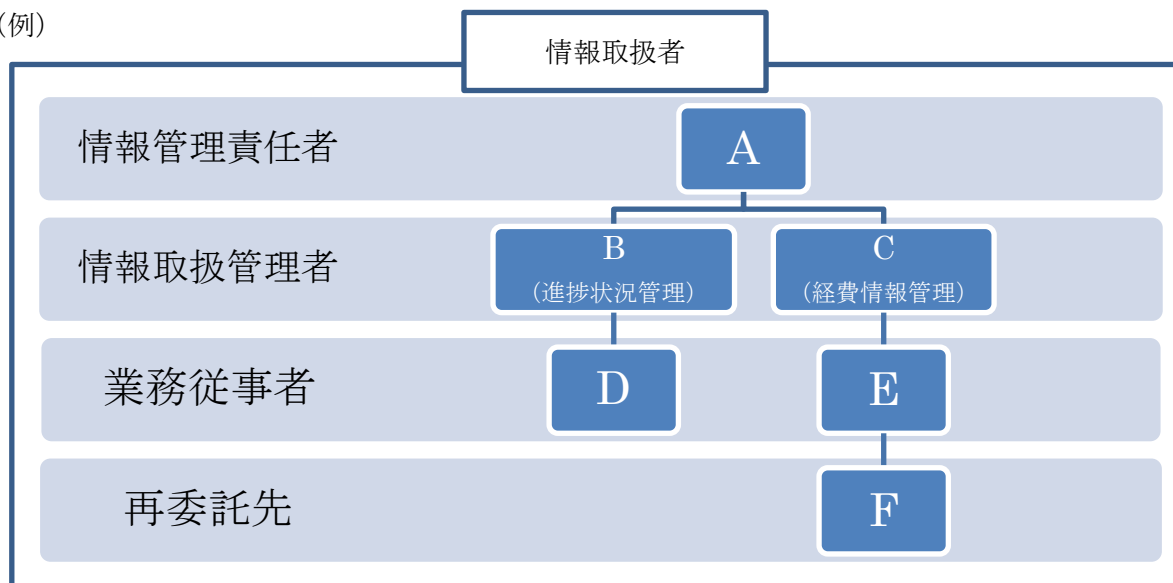 (例)
情報取扱者
情報管理責任者
A
情報取扱管理者
B
(進捗状況管理)
C
(経費情報管理)
業務従事者
D
E
再委託先
F